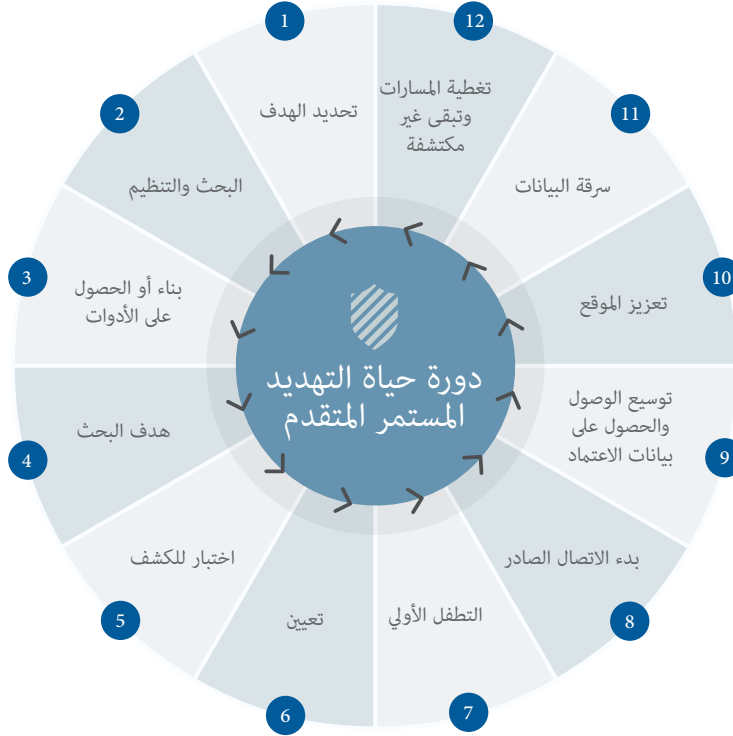 دورة حياة التهديد
المستمر المتقدم
1
تحديد الهدف
2
البحث والتنظيم
3
بناء أو الحصول
على الأدوات
4
هدف البحث
5
اختبار للكشف
6
تعيين
7
التطفل الأولي
8
بدء الاتصال الصادر
9
توسيع الوصول
والحصول على
بيانات الاعتماد
10
تعزيز الموقع
11
سرقة البيانات
12
تغطية المسارات
وتبقى غير
مكتشفة